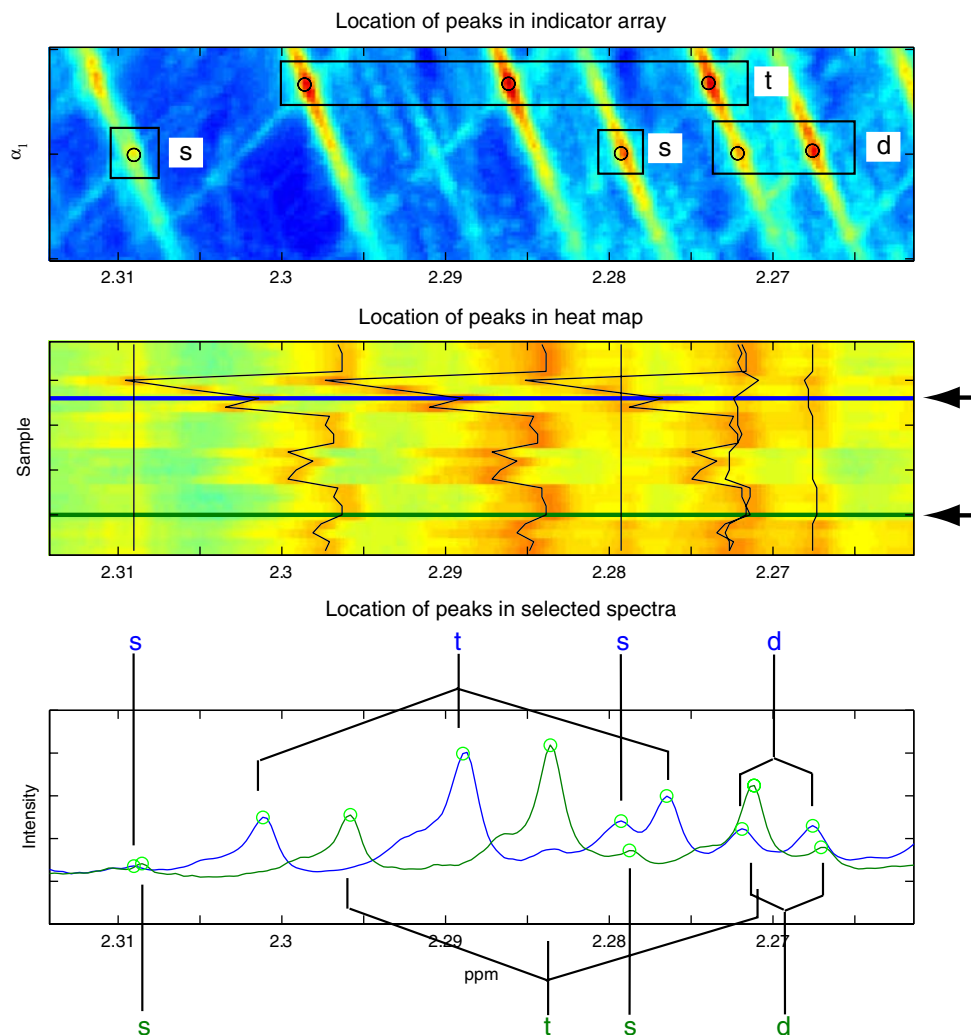 Location of peaks in indicator array
t
s
s
d
α1
2.31 2.3 2.29 2.28 2.27
Location of peaks in heat map
Sample
2.31 2.3 2.29 2.28 2.27
Location of peaks in selected spectra
s t s d
Intensity
2.31 2.3 2.29 2.28 2.27
ppm
s t s d